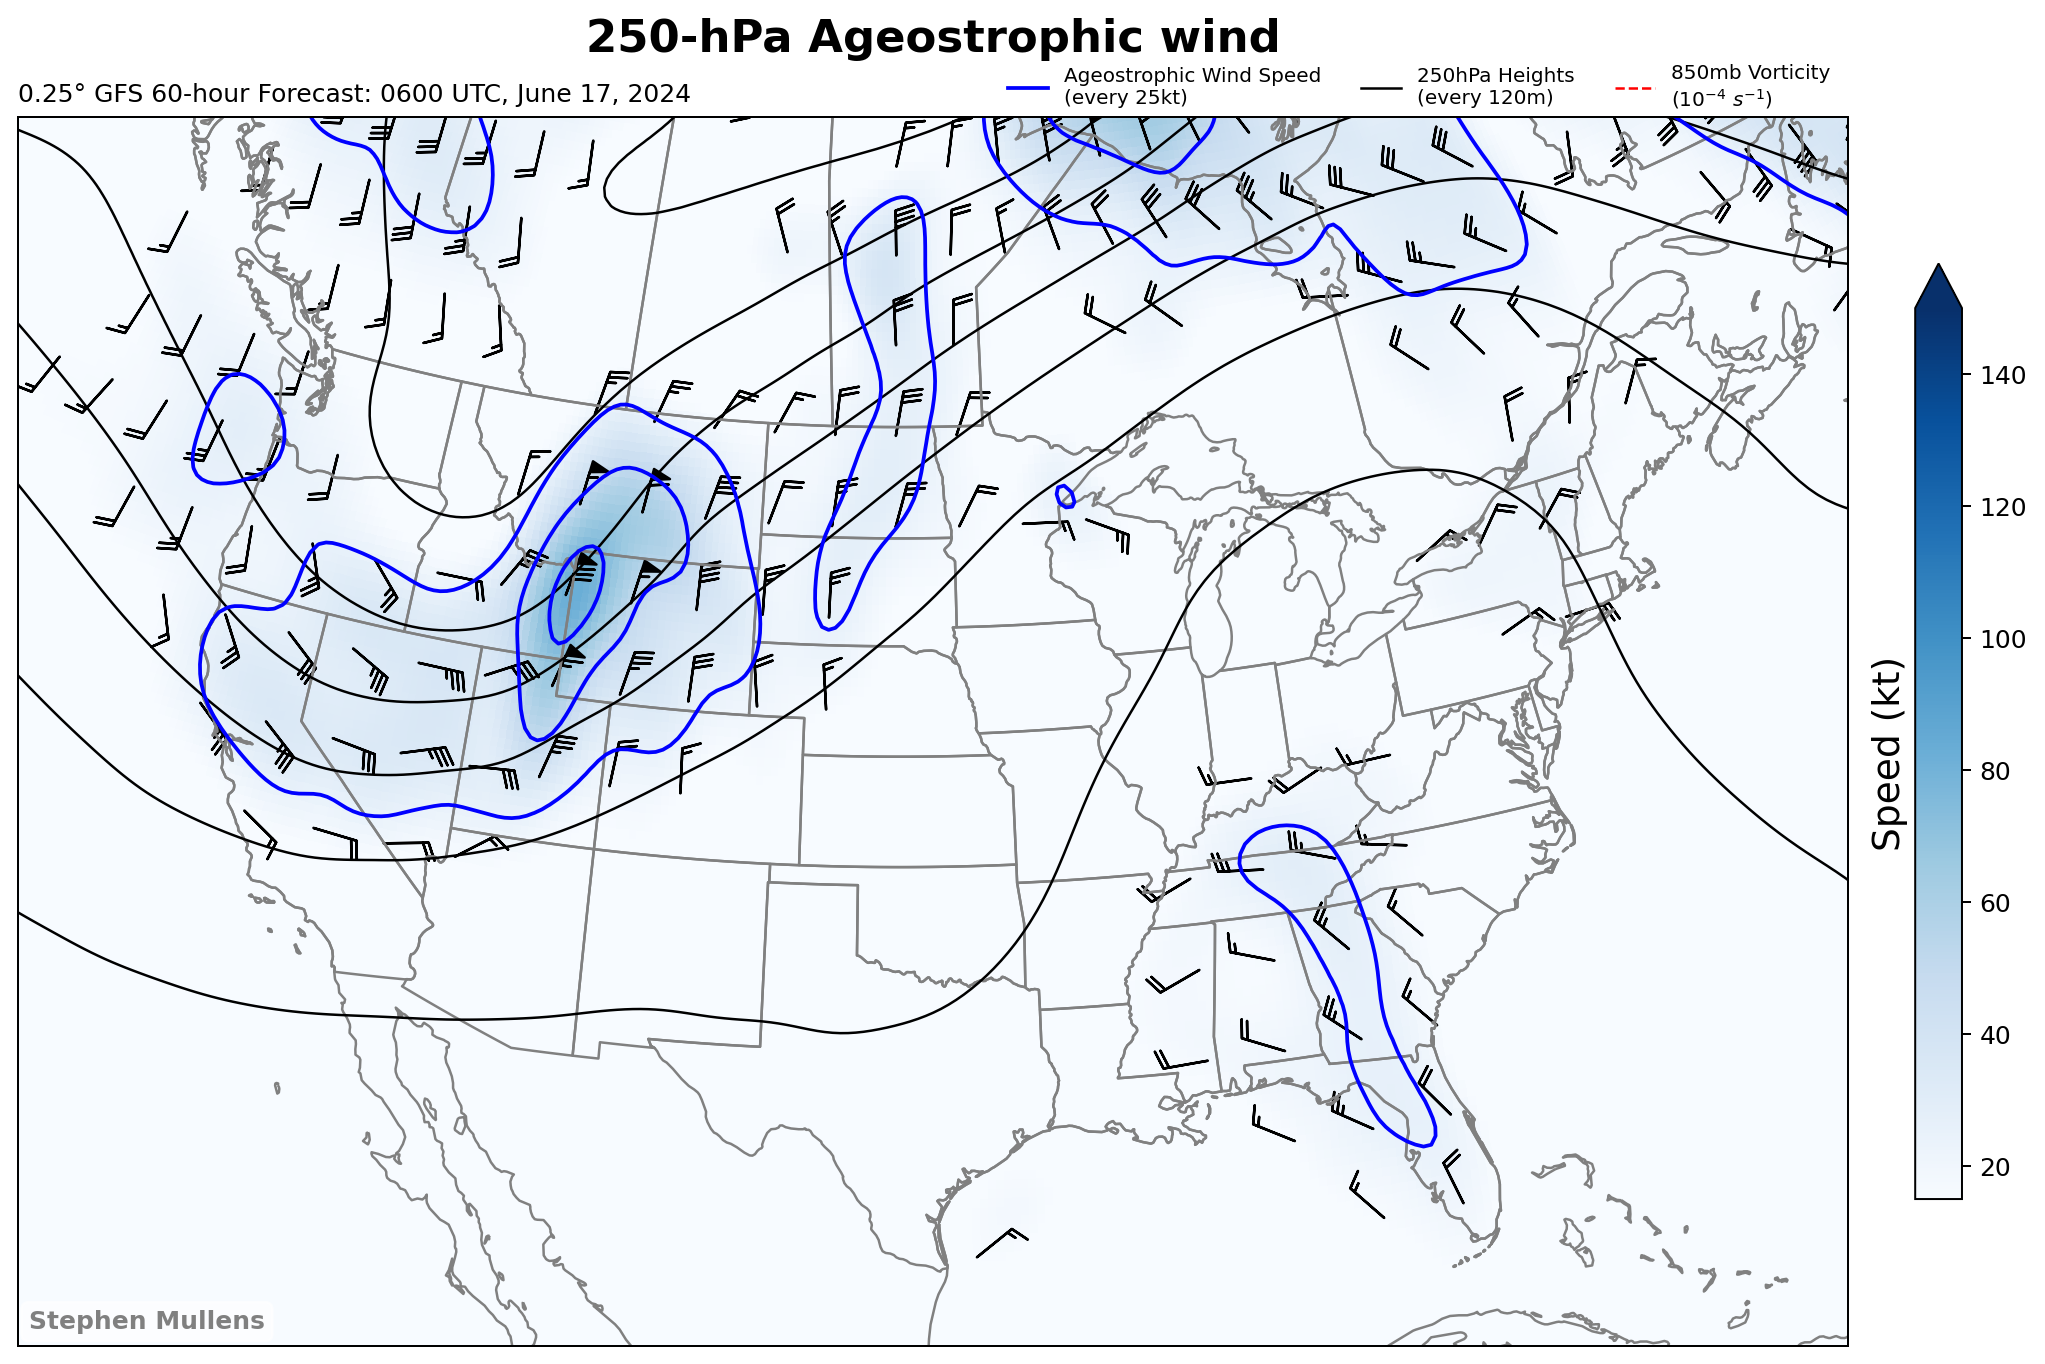 250-hPa Ageostrophic wind
0.25° GFS 60-hour Forecast: 0600 UTC, June 17, 2024
Ageostrophic Wind Speed
(every 25kt)
250hPa Heights
(every 120m)
850mb Vorticity
(10⁻⁴ s⁻¹)
140
120
100
80
60
40
20
Speed (kt)
Stephen Mullens